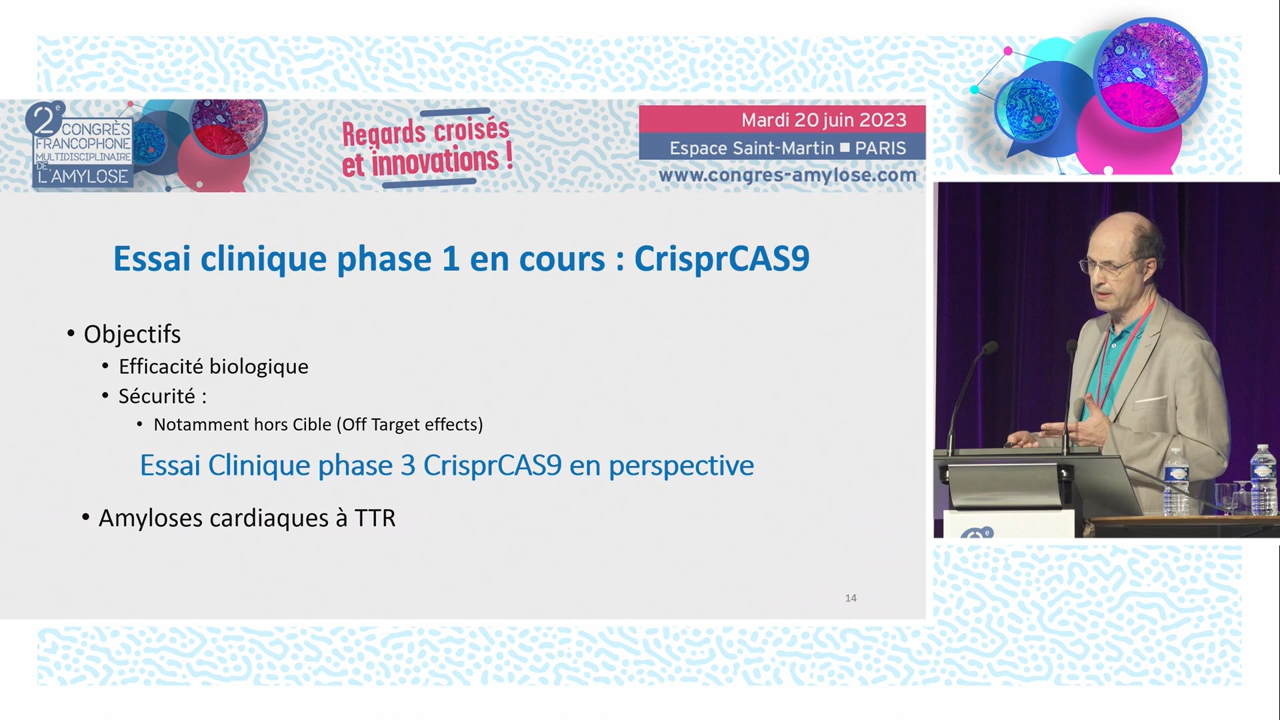 2e CONGRÈS
FRANCOPHONE
MULTIDISCIPLINAIRE
DE
L'AMYLOSE
Regards croisés
et innovations !
Mardi 20 juin 2023
Espace Saint-Martin ■ PARIS
www.congres-amylose.com
Essai clinique phase 1 en cours : CrisprCAS9
• Objectifs
• Efficacité biologique
• Sécurité :
• Notamment hors Cible (Off Target effects)
Essai Clinique phase 3 CrisprCAS9 en perspective
• Amyloses cardiaques à TTR
14